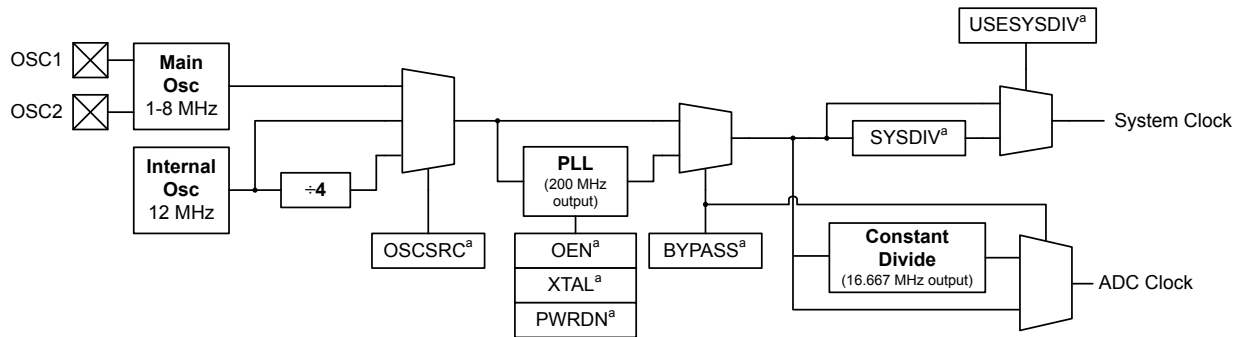 USESYSDIVa
OSC1
OSC2
Main
Osc
1-8 MHz
System Clock
SYSDIVa
Internal
Osc
12 MHz
÷4
PLL
(200 MHz
output)
OSCSRCa
OENa
XTALa
PWRDNa
BYPASSa
Constant
Divide
(16.667 MHz output)
ADC Clock